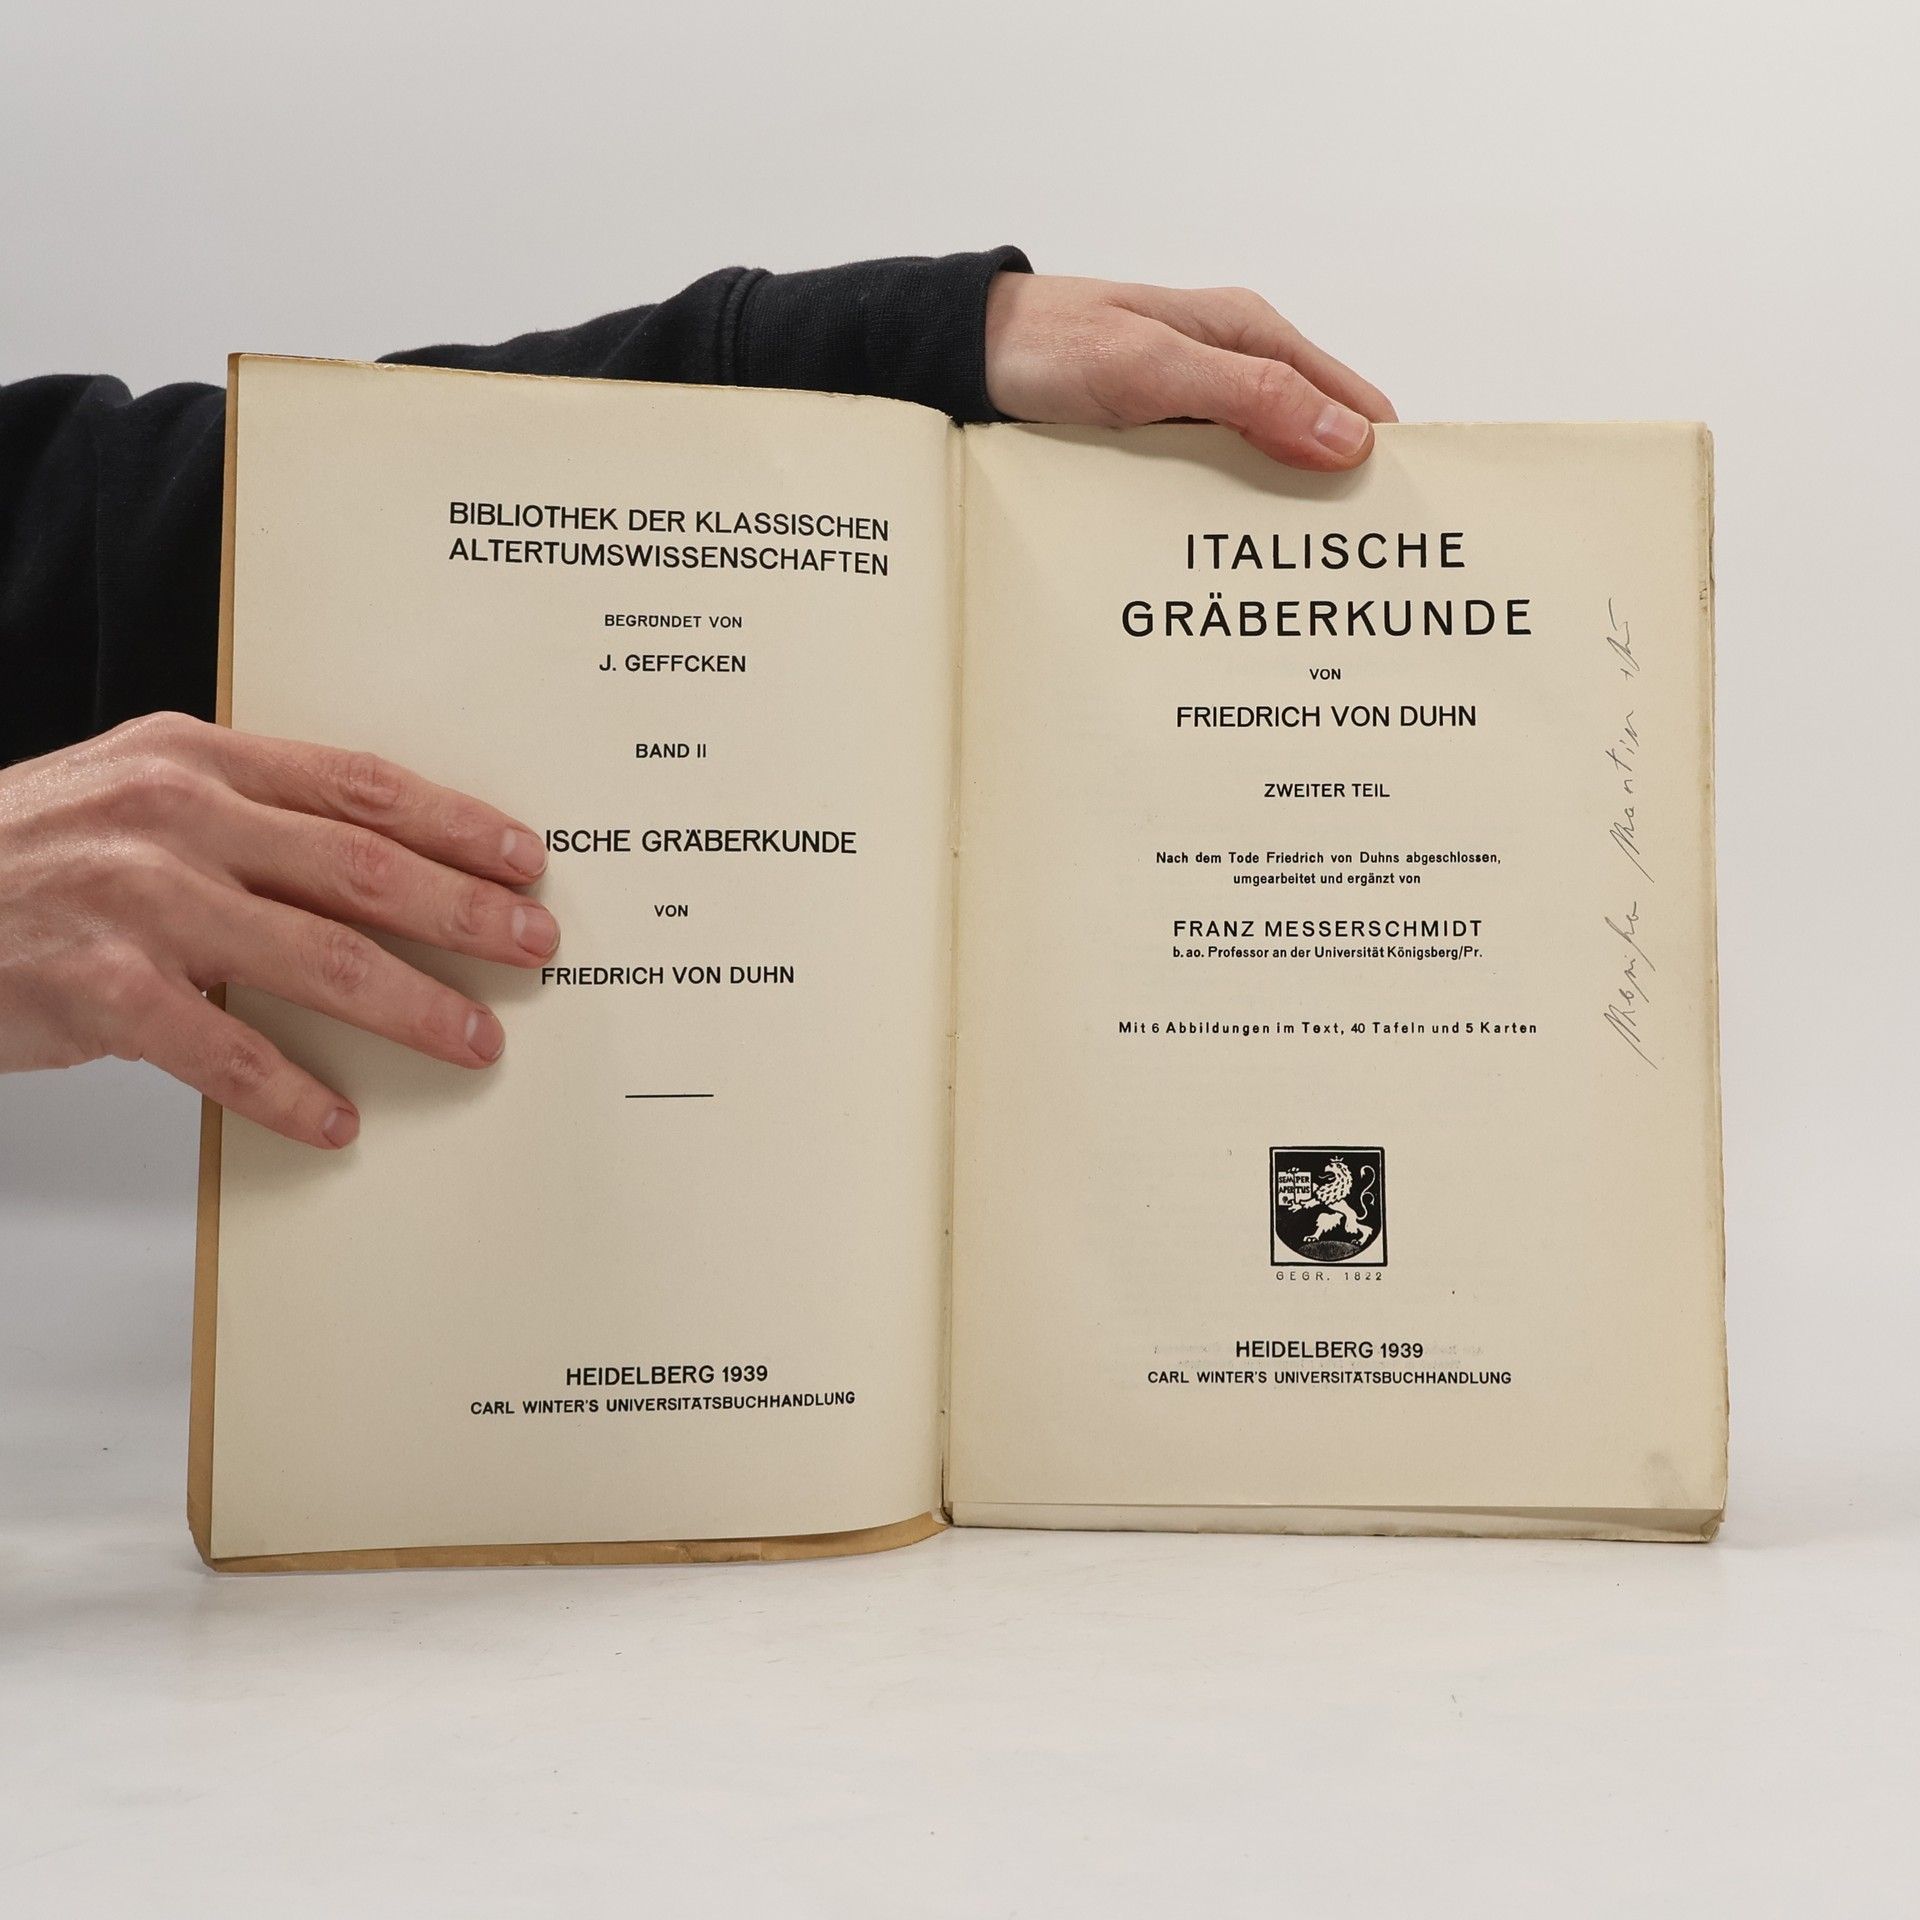 BIBLIOTHEK DER KLASSISCHEN
ALTERTUMSWISSENSCHAFTEN
BEGRÜNDET VON
J. GEFFCKEN
BAND II
ISCHE GRÄBERKUNDE
VON
FRIEDRICH VON DUHN
HEIDELBERG 1939
CARL WINTER'S UNIVERSITÄTSBUCHHANDLUNG
ITALISCHE
GRÄBERKUNDE
VON
FRIEDRICH VON DUHN
ZWEITER TEIL
Nach dem Tode Friedrich von Duhns abgeschlossen,
umgearbeitet und ergänzt von
FRANZ MESSERSCHMIDT
b. ao. Professor an der Universität Königsberg/Pr.
Mit 6 Abbildungen im Text, 40 Tafeln und 5 Karten
SEMPER
APERTUS
GEGR. 1822
HEIDELBERG 1939
CARL WINTER'S UNIVERSITÄTSBUCHHANDLUNG
Martin